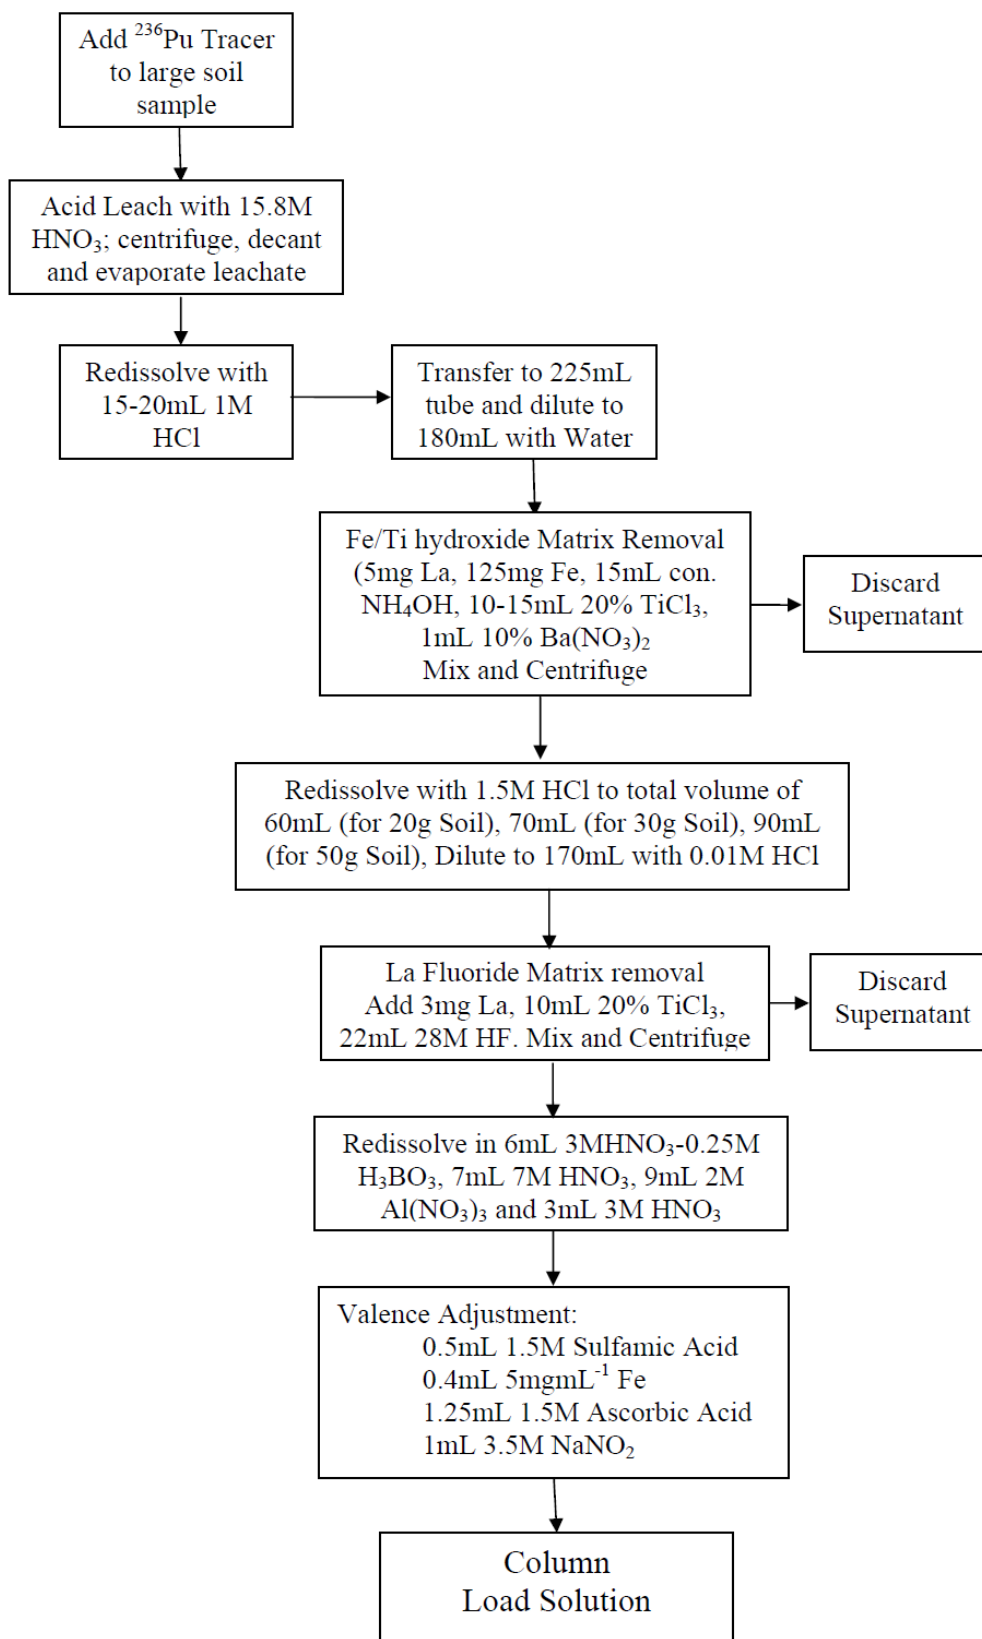 Add ²³⁶Pu Tracer
to large soil
sample
Acid Leach with 15.8M
HNO₃; centrifuge, decant
and evaporate leachate
Redissolve with
15-20mL 1M
HCl
Transfer to 225mL
tube and dilute to
180mL with Water
Fe/Ti hydroxide Matrix Removal
(5mg La, 125mg Fe, 15mL con.
NH₄OH, 10-15mL 20% TiCl₃,
1mL 10% Ba(NO₃)₂
Mix and Centrifuge
Discard
Supernatant
Redissolve with 1.5M HCl to total volume of
60mL (for 20g Soil), 70mL (for 30g Soil), 90mL
(for 50g Soil), Dilute to 170mL with 0.01M HCl
La Fluoride Matrix removal
Add 3mg La, 10mL 20% TiCl₃,
22mL 28M HF. Mix and Centrifuge
Discard
Supernatant
Redissolve in 6mL 3MHNO₃-0.25M
H₃BO₃, 7mL 7M HNO₃, 9mL 2M
Al(NO₃)₃ and 3mL 3M HNO₃
Valence Adjustment:
0.5mL 1.5M Sulfamic Acid
0.4mL 5mgmL⁻¹ Fe
1.25mL 1.5M Ascorbic Acid
1mL 3.5M NaNO₂
Column
Load Solution